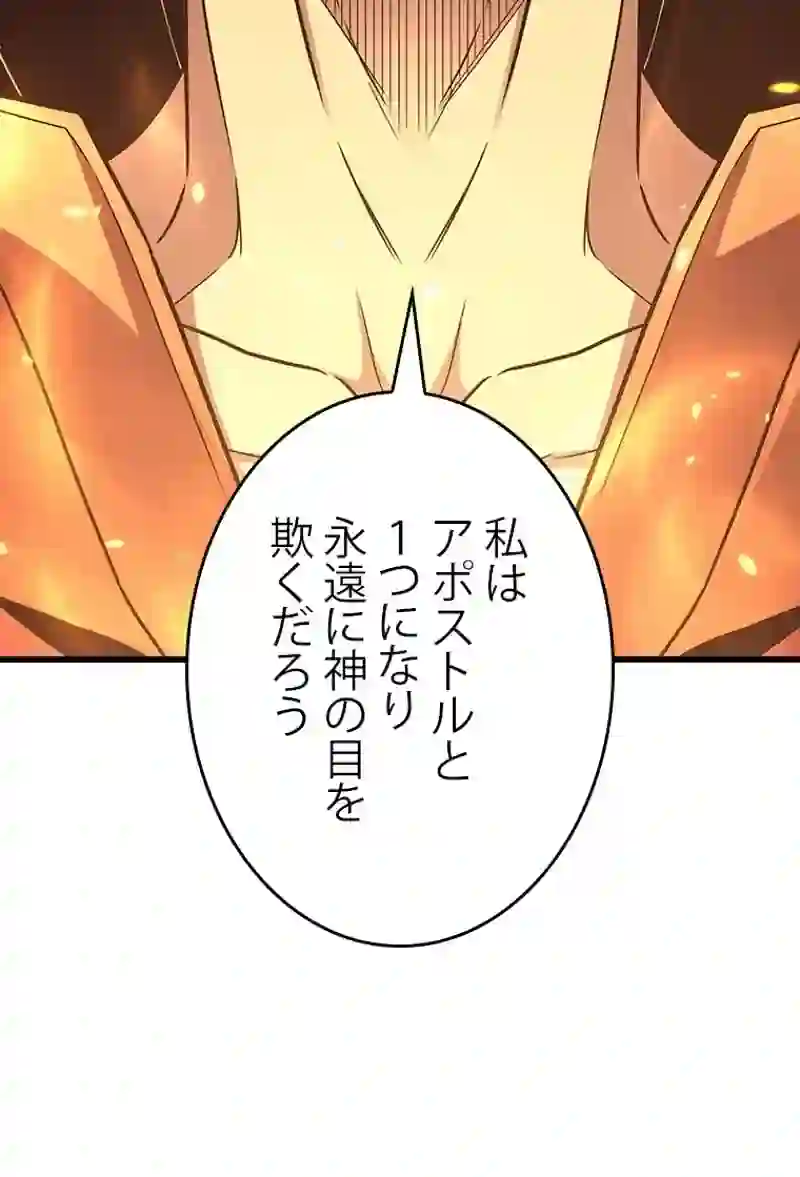 私は
アポストルと
1つになり
永遠に神の目を
欺くだろう